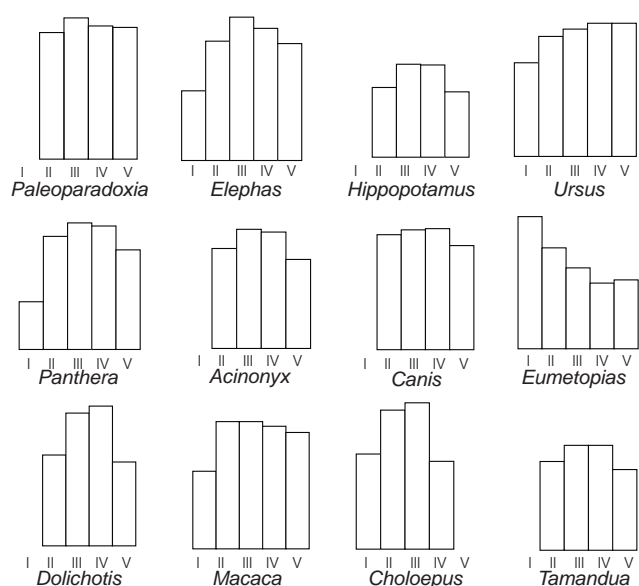 I II III IV V I II III IV V I II III IV V I II III IV V
Paleoparadoxia Elephas Hippopotamus Ursus
I II III IV V I II III IV V I II III IV V I II III IV V
Panthera Acinonyx Canis Eumetopias
I II III IV V I II III IV V I II III IV V I II III IV V
Dolichotis Macaca Choloepus Tamandua